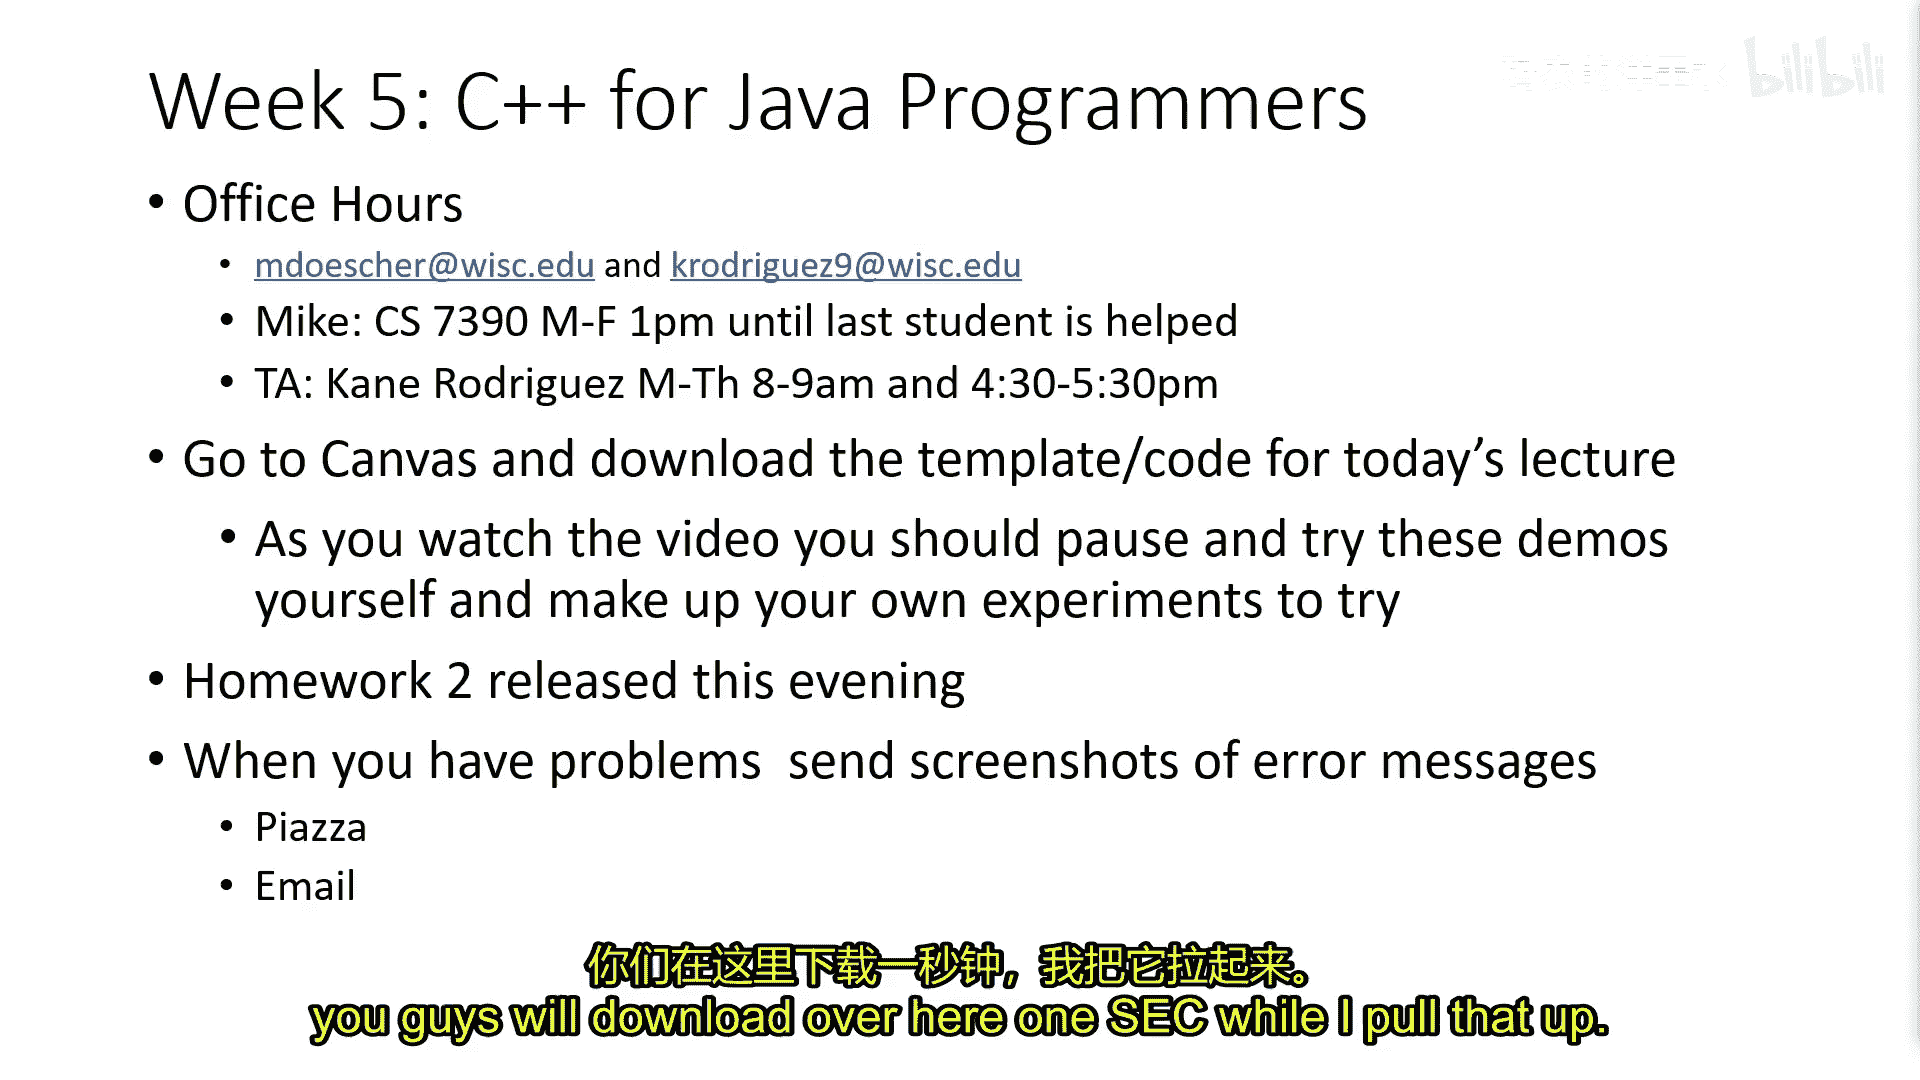 Week 5: C++ for Java Programmers
bilibili
• Office Hours
• mdoescher@wisc.edu and krodriguez9@wisc.edu
• Mike: CS 7390 M-F 1pm until last student is helped
• TA: Kane Rodriguez M-Th 8-9am and 4:30-5:30pm
• Go to Canvas and download the template/code for today’s lecture
• As you watch the video you should pause and try these demos
yourself and make up your own experiments to try
• Homework 2 released this evening
• When you have problems  send screenshots of error messages
• Piazza
• Email
你们在这里下载一秒钟，我把它拉起来。
you guys will download over here one SEC while I pull that up.